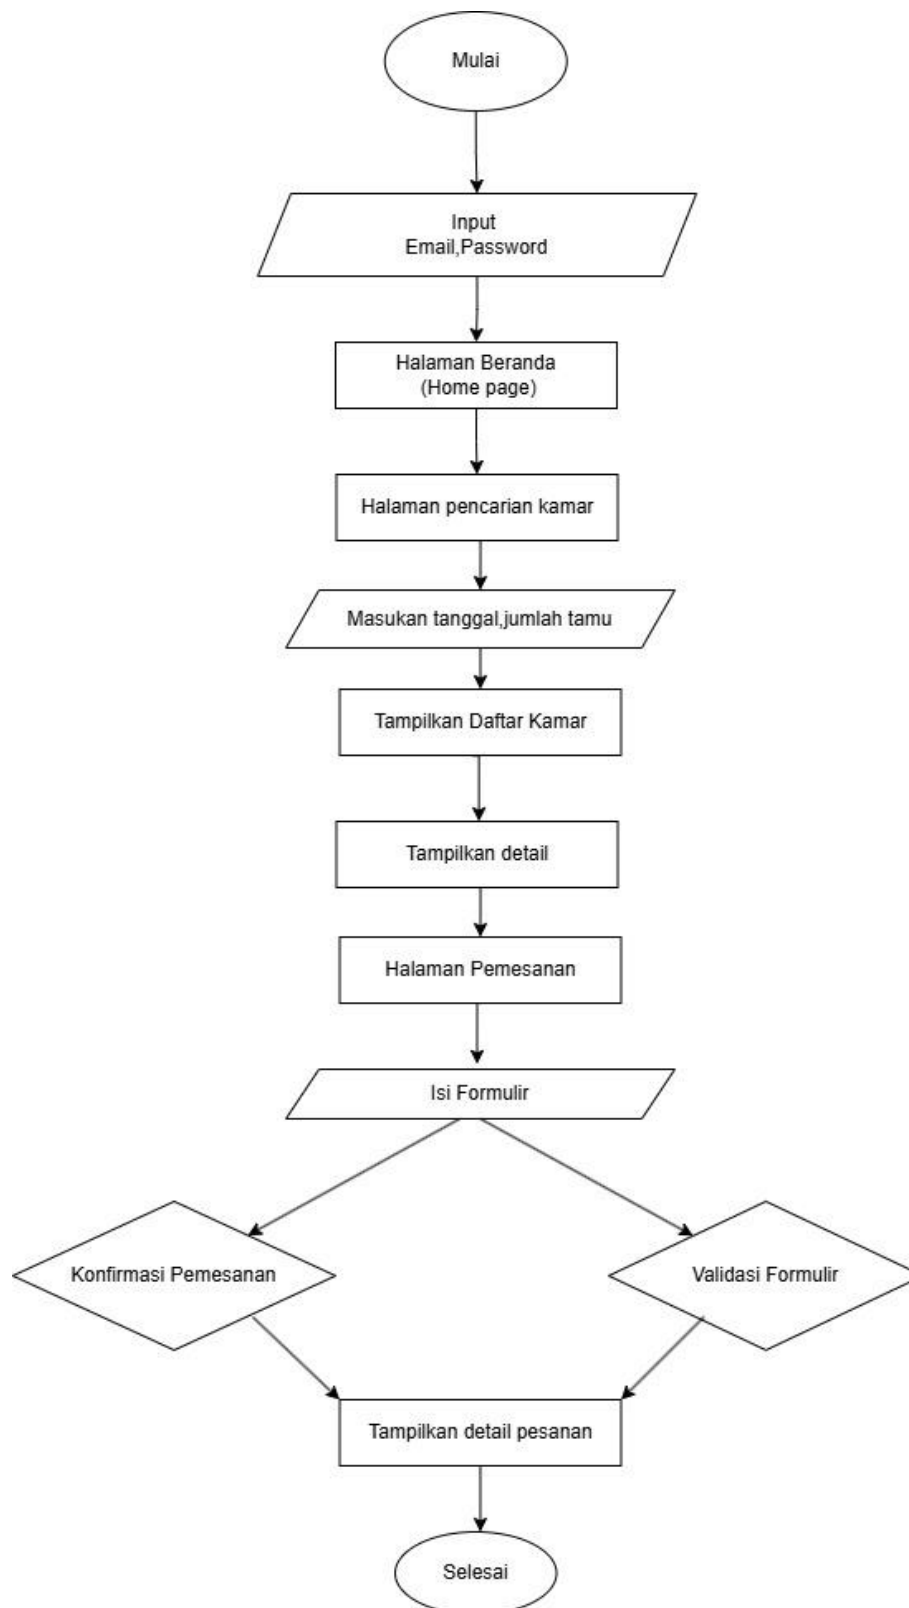 Mulai
Input
Email,Password
Halaman Beranda
(Home page)
Halaman pencarian kamar
Masukan tanggal,jumlah tamu
Tampilkan Daftar Kamar
Tampilkan detail
Halaman Pemesanan
Isi Formulir
Konfirmasi Pemesanan
Validasi Formulir
Tampilkan detail pesanan
Selesai